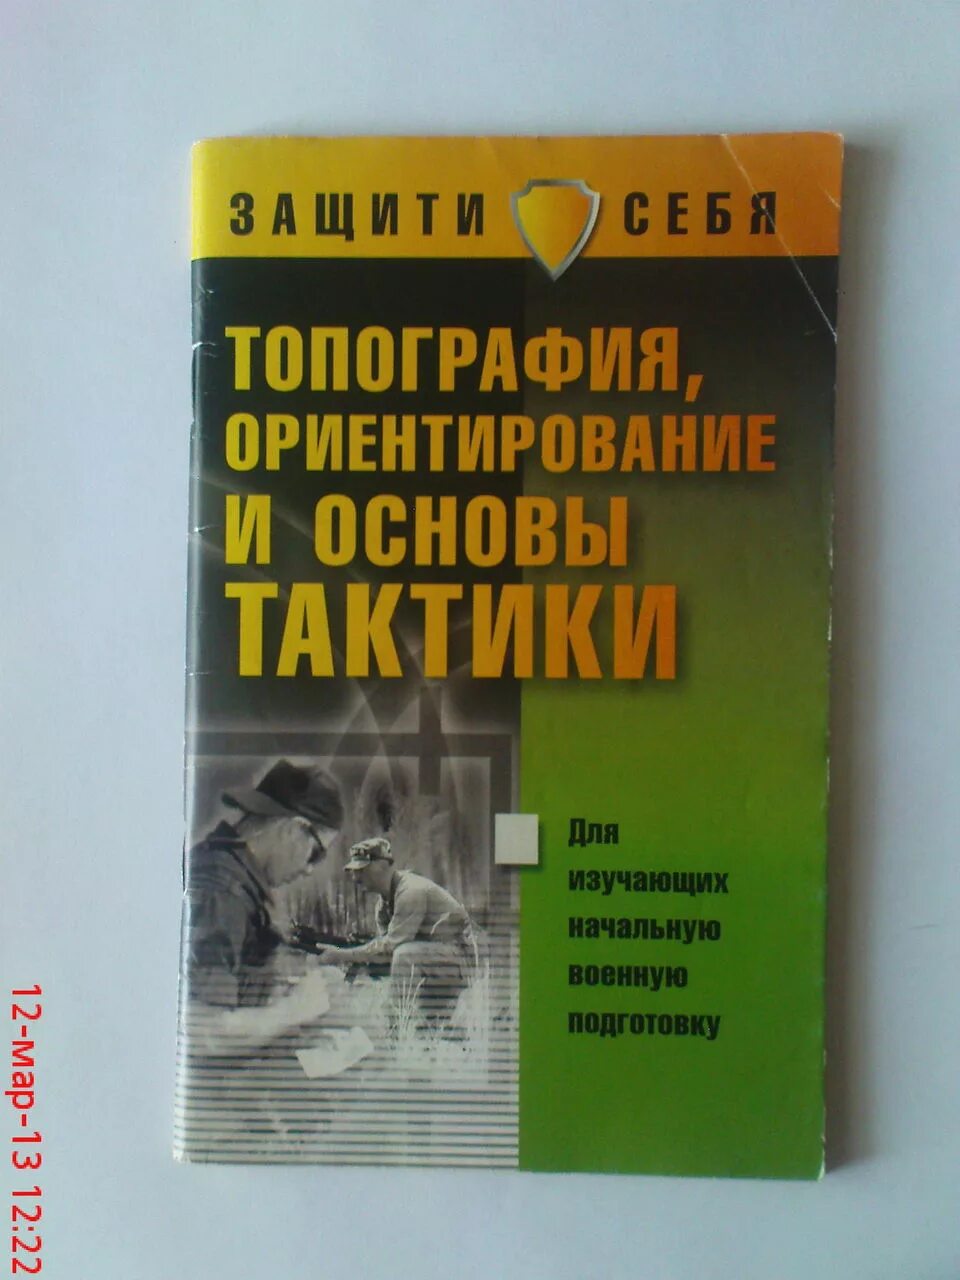 ЗАЩИТИ СЕБЯ
ТОПОГРАФИЯ,
ОРИЕНТИРОВАНИЕ
И ОСНОВЫ
ТАКТИКИ
Для
изучающих
начальную
военную
подготовку
12-мар-13 12:22